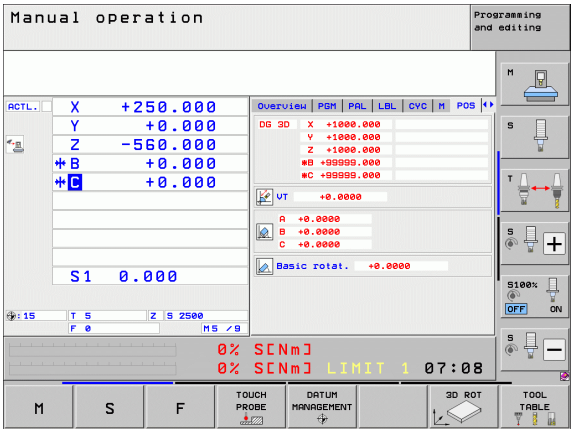 Manual operation
Programming
and editing
ACTL.
X +250.000
Y +0.000
Z -560.000
B +0.000
C +0.000
S1 0.000
:15 T 5 Z S 2500
F 0 M5 /9
Overview PGM PAL LBL CYC M POS
DG 3D X +1000.000
Y +1000.000
Z +1000.000
*B +99999.000
*C +99999.000
VT +0.0000
A +0.0000
B +0.0000
C +0.0000
Basic rotat. +0.0000
0% S[Nm]
0% S[Nm] LIMIT 1 07:08
M
S
T
S
S100%
OFF ON
S
M
S
F
TOUCH
PROBE
DATUM
MANAGEMENT
3D ROT
TOOL
TABLE